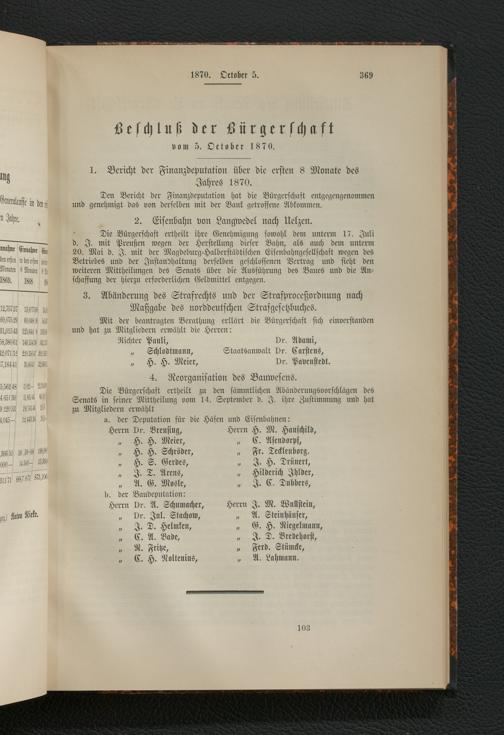 1870. October 5.
369
Beschluß der Bürgerschaft
vom 5. October 1870.
1. Bericht der Finanzdeputation über die ersten 8 Monate des
Jahres 1870.
Den Bericht der Finanzdeputation hat die Bürgerschaft entgegengenommen
und genehmigt das von derselben mit der Bank getroffene Abkommen.
2. Eisenbahn von Langwedel nach Uelzen.
Die Bürgerschaft ertheilt ihre Genehmigung sowohl dem unterm 17. Juli
d. J. mit Preußen wegen der Herstellung dieser Bahn, als auch dem unterm
20. Mai d. J. mit der Magdeburg-Halberstädtischen Eisenbahngesellschaft wegen des
Betriebes und der Instandhaltung derselben geschlossenen Vertrag und sieht den
weiteren Mittheilungen des Senats über die Ausführung des Baues und die An-
schaffung der hierzu erforderlichen Geldmittel entgegen.
3. Abänderung des Strafrechts und der Strafproceßordnung nach
Maßgabe des norddeutschen Strafgesetzbuches.
Mit der beantragten Berathung erklärt die Bürgerschaft sich einverstanden
und hat zu Mitgliedern erwählt die Herren:
Richter Pauli, Dr. Adami,
„ Schlodtmann, Staatsanwalt Dr. Carstens,
„ H. H. Meier, Dr. Pavenstedt.
4. Reorganisation des Bauwesens.
Die Bürgerschaft ertheilt zu den sämmtlichen Abänderungsvorschlägen des
Senats in seiner Mittheilung vom 14. September d. J. ihre Zustimmung und hat
zu Mitgliedern erwählt
a. der Deputation für die Häfen und Eisenbahnen:
Herrn Dr. Breusing, Herrn H. M. Hauschild,
„ H. H. Meier, „ C. Asendorpf,
„ H. H. Schröder, „ Fr. Tecklenborg.
„ H. S. Gerdes, „ J. H. Drünert,
„ J. D. Arens, „ Hilderich Ihlder,
„ A. G. Mosle, „ J. C. Dubbers,
b. der Baudeputation:
Herrn Dr. A. Schumacher, Herrn J. M. Wallstein,
„ Dr. Jul. Stachow, „ A. Steinhäuser,
„ J. D. Helmken, „ G. H. Niegelmann,
„ C. A. Bade, „ J. D. Bredehorst,
„ N. Fritze, „ Ferd. Stümcke,
„ C. H. Noltenius, „ A. Lahmann.
103